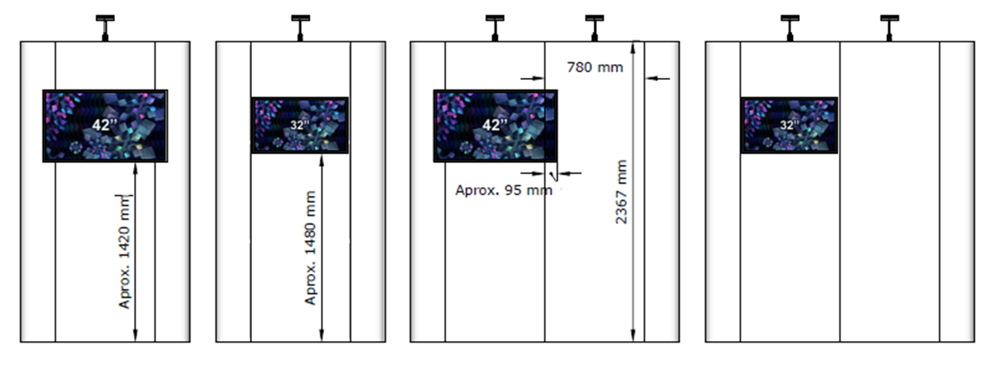 42”
Aprox. 1420 mm
32”
Aprox. 1480 mm
42”
780 mm
Aprox. 95 mm
2367 mm
32”